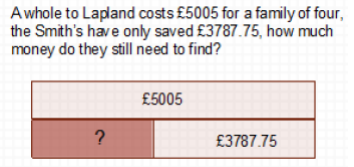 A whole to Lapland costs £5005 for a family of four,
the Smith's have only saved £3787.75, how much
money do they still need to find?
£5005
?
£3787.75